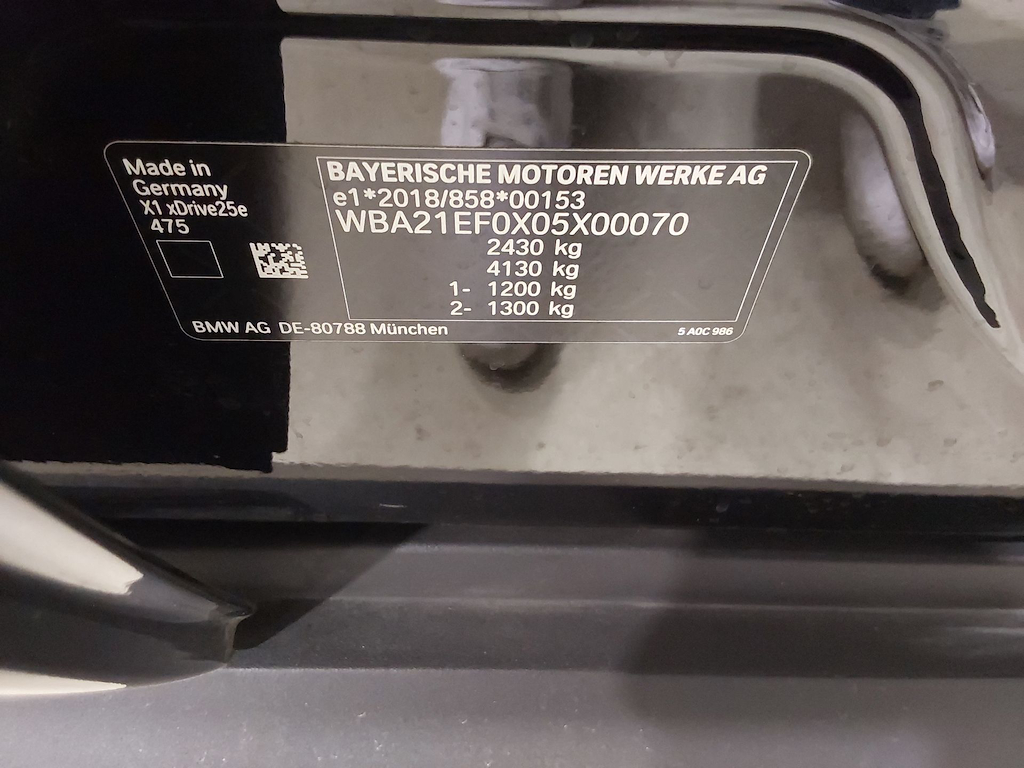 Made in
Germany
X1 xDrive25e
475
BAYERISCHE MOTOREN WERKE AG
e1*2018/858*00153
WBA21EF0X05X00070
2430 kg
4130 kg
1- 1200 kg
2- 1300 kg
BMW AG DE-80788 München
5 A0C 986